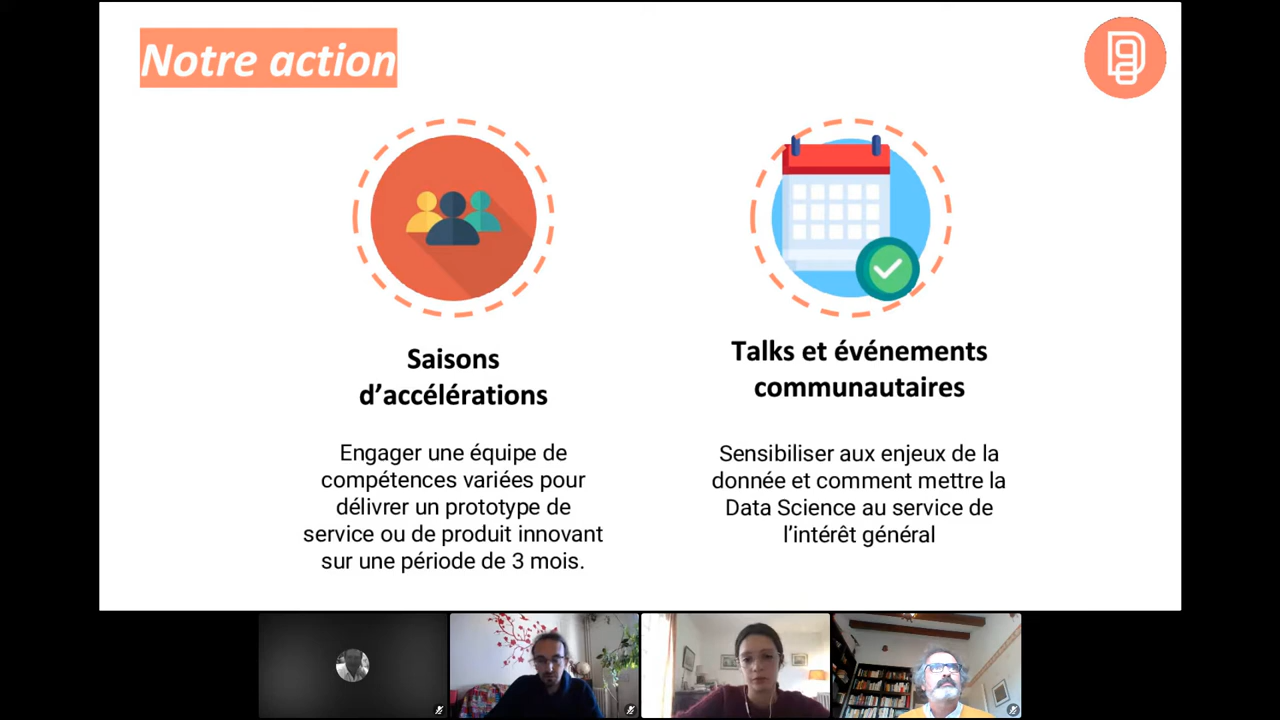 Notre action
Saisons
d’accélérations
Engager une équipe de
compétences variées pour
délivrer un prototype de
service ou de produit innovant
sur une période de 3 mois.
Talks et événements
communautaires
Sensibiliser aux enjeux de la
donnée et comment mettre la
Data Science au service de
l’intérêt général